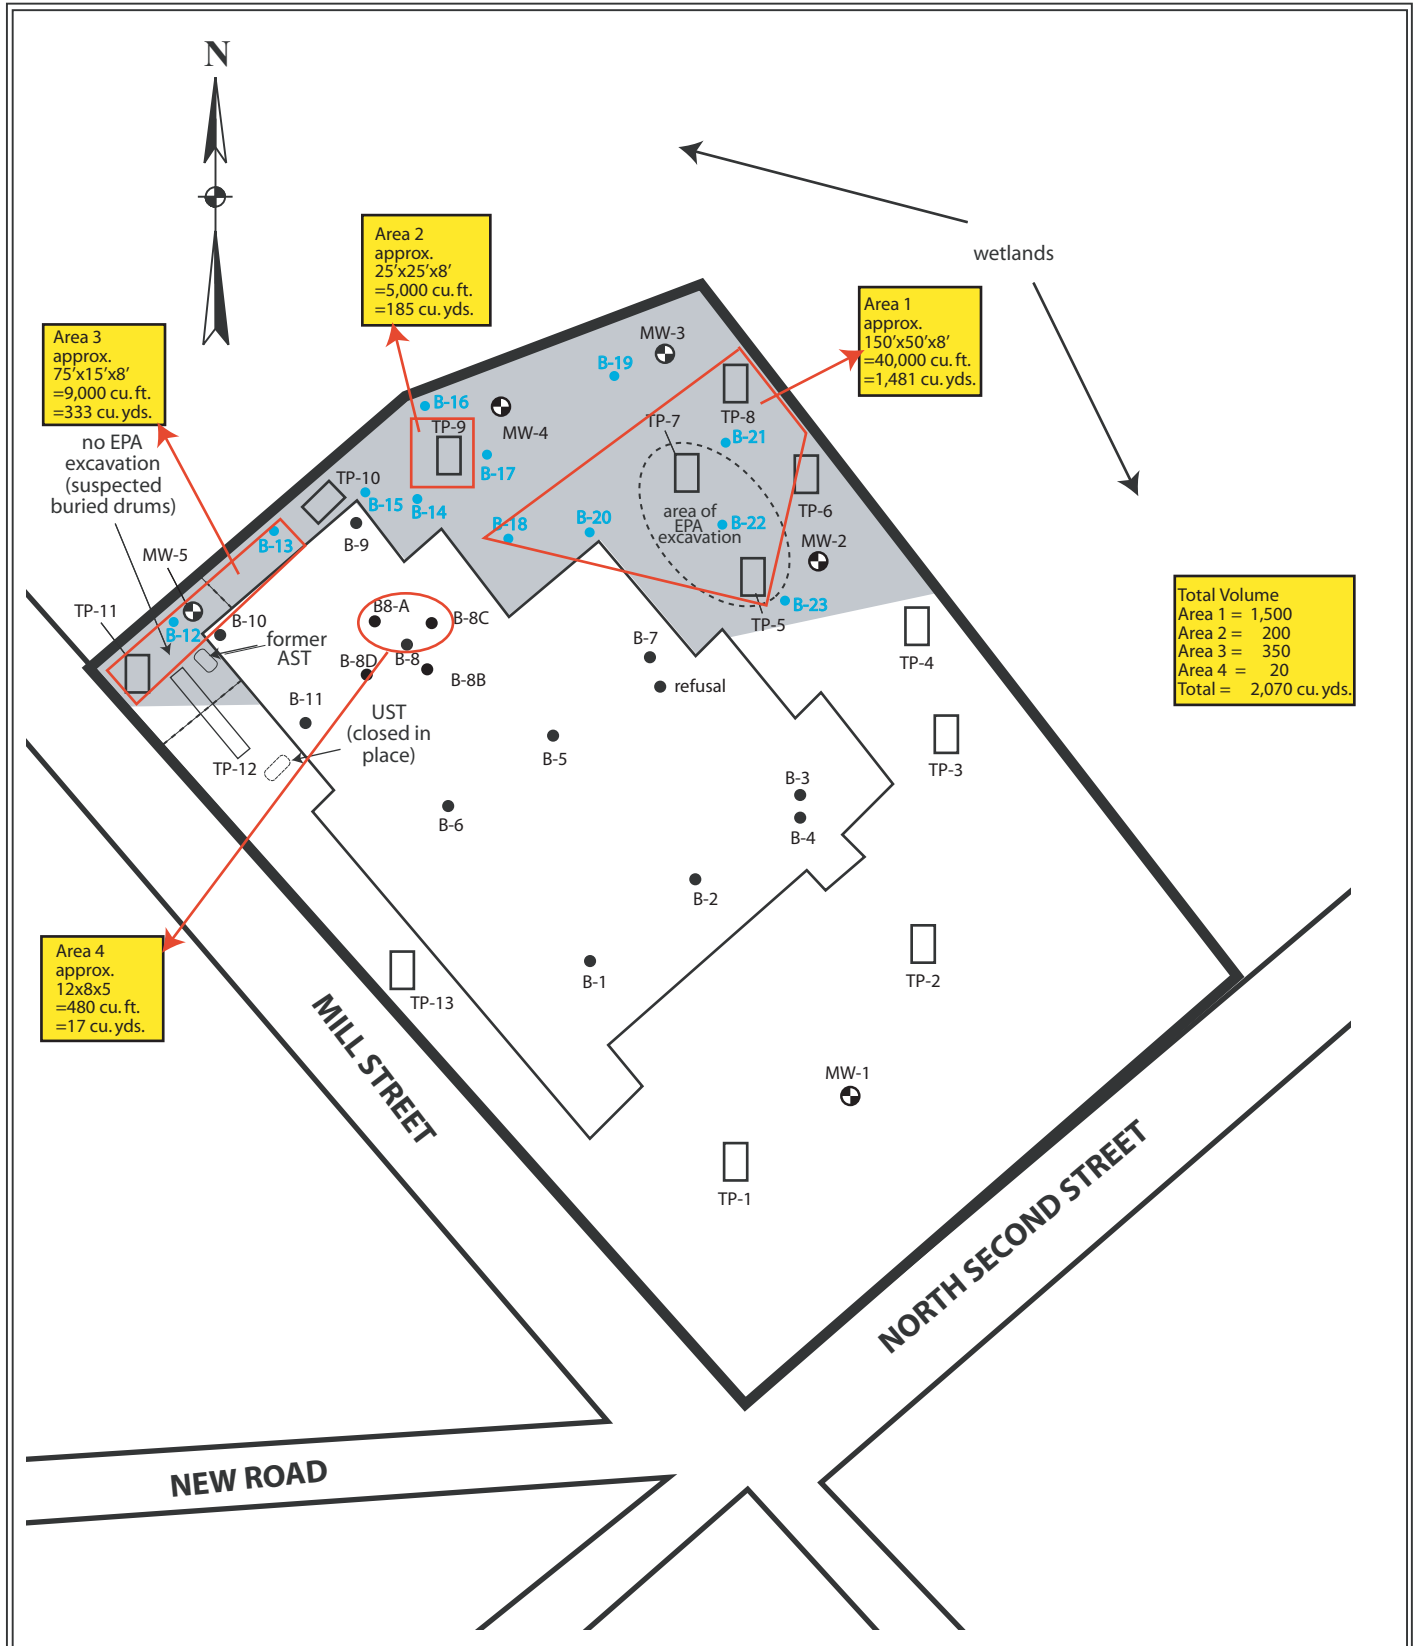 N
wetlands
Area 2
approx.
25'x25'x8'
=5,000 cu. ft.
=185 cu. yds.
Area 1
approx.
150'x50'x8'
=40,000 cu. ft.
=1,481 cu. yds.
Area 3
approx.
75'x15'x8'
=9,000 cu. ft.
=333 cu. yds.
no EPA
excavation
(suspected
buried drums)
MW-3
B-19
B-16
MW-4
TP-9
TP-8
TP-7
B-21
B-17
TP-10
B-15
B-14
TP-6
B-18
B-20
area of
EPA
excavation
B-22
B-9
B-13
MW-2
MW-5
TP-11
B-12
B-10
former
AST
B8-A
B-8C
B-8
B-8D
B-8B
B-23
TP-5
B-7
refusal
TP-4
Total Volume
Area 1 = 1,500
Area 2 = 200
Area 3 = 350
Area 4 = 20
Total = 2,070 cu. yds.
B-11
UST
(closed in
place)
TP-12
B-5
TP-3
B-3
B-4
B-6
B-2
Area 4
approx.
12x8x5
=480 cu. ft.
=17 cu. yds.
B-1
TP-2
TP-13
MILL STREET
MW-1
TP-1
NORTH SECOND STREET
NEW ROAD